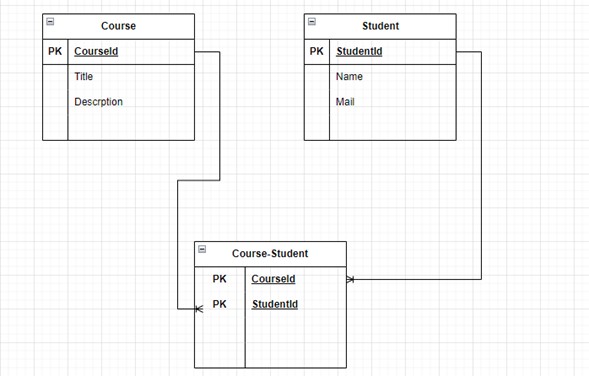 Course
PK CourseId
Title
Descrption
Student
PK StudentId
Name
Mail
Course-Student
PK CourseId
PK StudentId